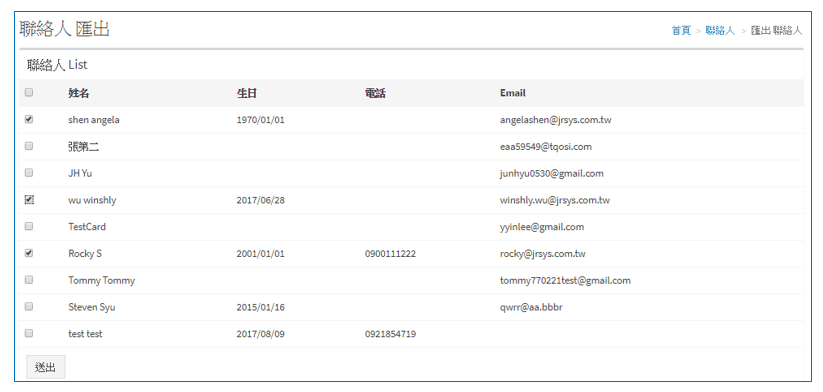 聯絡人 匯出
首頁 > 聯絡人 > 匯出 聯絡人
聯絡人 List
姓名 生日 電話 Email
shen angela 1970/01/01 angelashen@jrsys.com.tw
張第二 eaa59549@tqosi.com
JH Yu junhyu0530@gmail.com
wu winshly 2017/06/28 winshly.wu@jrsys.com.tw
TestCard yyinlee@gmail.com
Rocky S 2001/01/01 0900111222 rocky@jrsys.com.tw
Tommy Tommy tommy770221test@gmail.com
Steven Syu 2015/01/16 qwrr@aa.bbbr
test test 2017/08/09 0921854719
送出